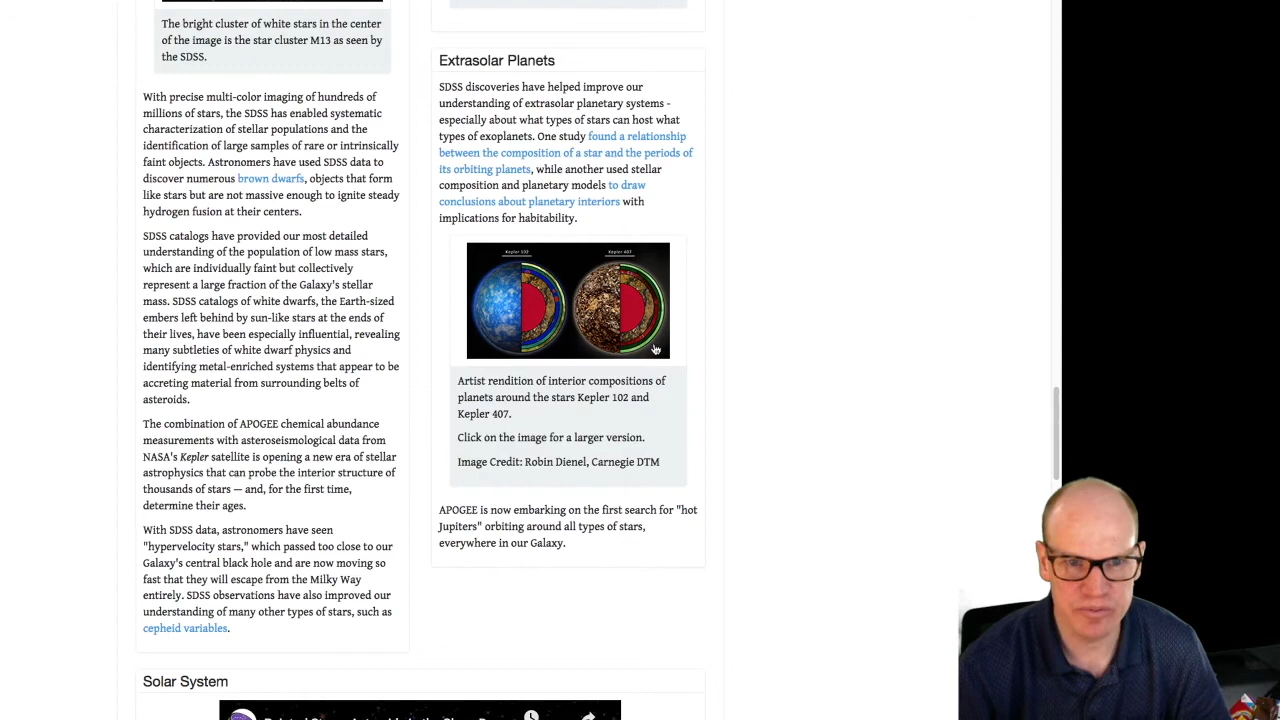 The bright cluster of white stars in the center
of the image is the star cluster M13 as seen by
the SDSS.
With precise multi-color imaging of hundreds of
millions of stars, the SDSS has enabled systematic
characterization of stellar populations and the
identification of large samples of rare or intrinsically
faint objects. Astronomers have used SDSS data to
discover numerous brown dwarfs, objects that form
like stars but are not massive enough to ignite steady
hydrogen fusion at their centers.
SDSS catalogs have provided our most detailed
understanding of the population of low mass stars,
which are individually faint but collectively
represent a large fraction of the Galaxy's stellar
mass. SDSS catalogs of white dwarfs, the Earth-sized
embers left behind by sun-like stars at the ends of
their lives, have been especially influential, revealing
many subtleties of white dwarf physics and
identifying metal-enriched systems that appear to be
accreting material from surrounding belts of
asteroids.
The combination of APOGEE chemical abundance
measurements with asteroseismological data from
NASA's Kepler satellite is opening a new era of stellar
astrophysics that can probe the interior structure of
thousands of stars — and, for the first time,
determine their ages.
With SDSS data, astronomers have seen
"hypervelocity stars," which passed too close to our
Galaxy's central black hole and are now moving so
fast that they will escape from the Milky Way
entirely. SDSS observations have also improved our
understanding of many other types of stars, such as
cepheid variables.
Extrasolar Planets
SDSS discoveries have helped improve our
understanding of extrasolar planetary systems -
especially about what types of stars can host what
types of exoplanets. One study found a relationship
between the composition of a star and the periods of
its orbiting planets, while another used stellar
composition and planetary models to draw
conclusions about planetary interiors with
implications for habitability.
Kepler 102
Kepler 407
Artist rendition of interior compositions of
planets around the stars Kepler 102 and
Kepler 407.
Click on the image for a larger version.
Image Credit: Robin Dienel, Carnegie DTM
APOGEE is now embarking on the first search for "hot
Jupiters" orbiting around all types of stars,
everywhere in our Galaxy.
Solar System